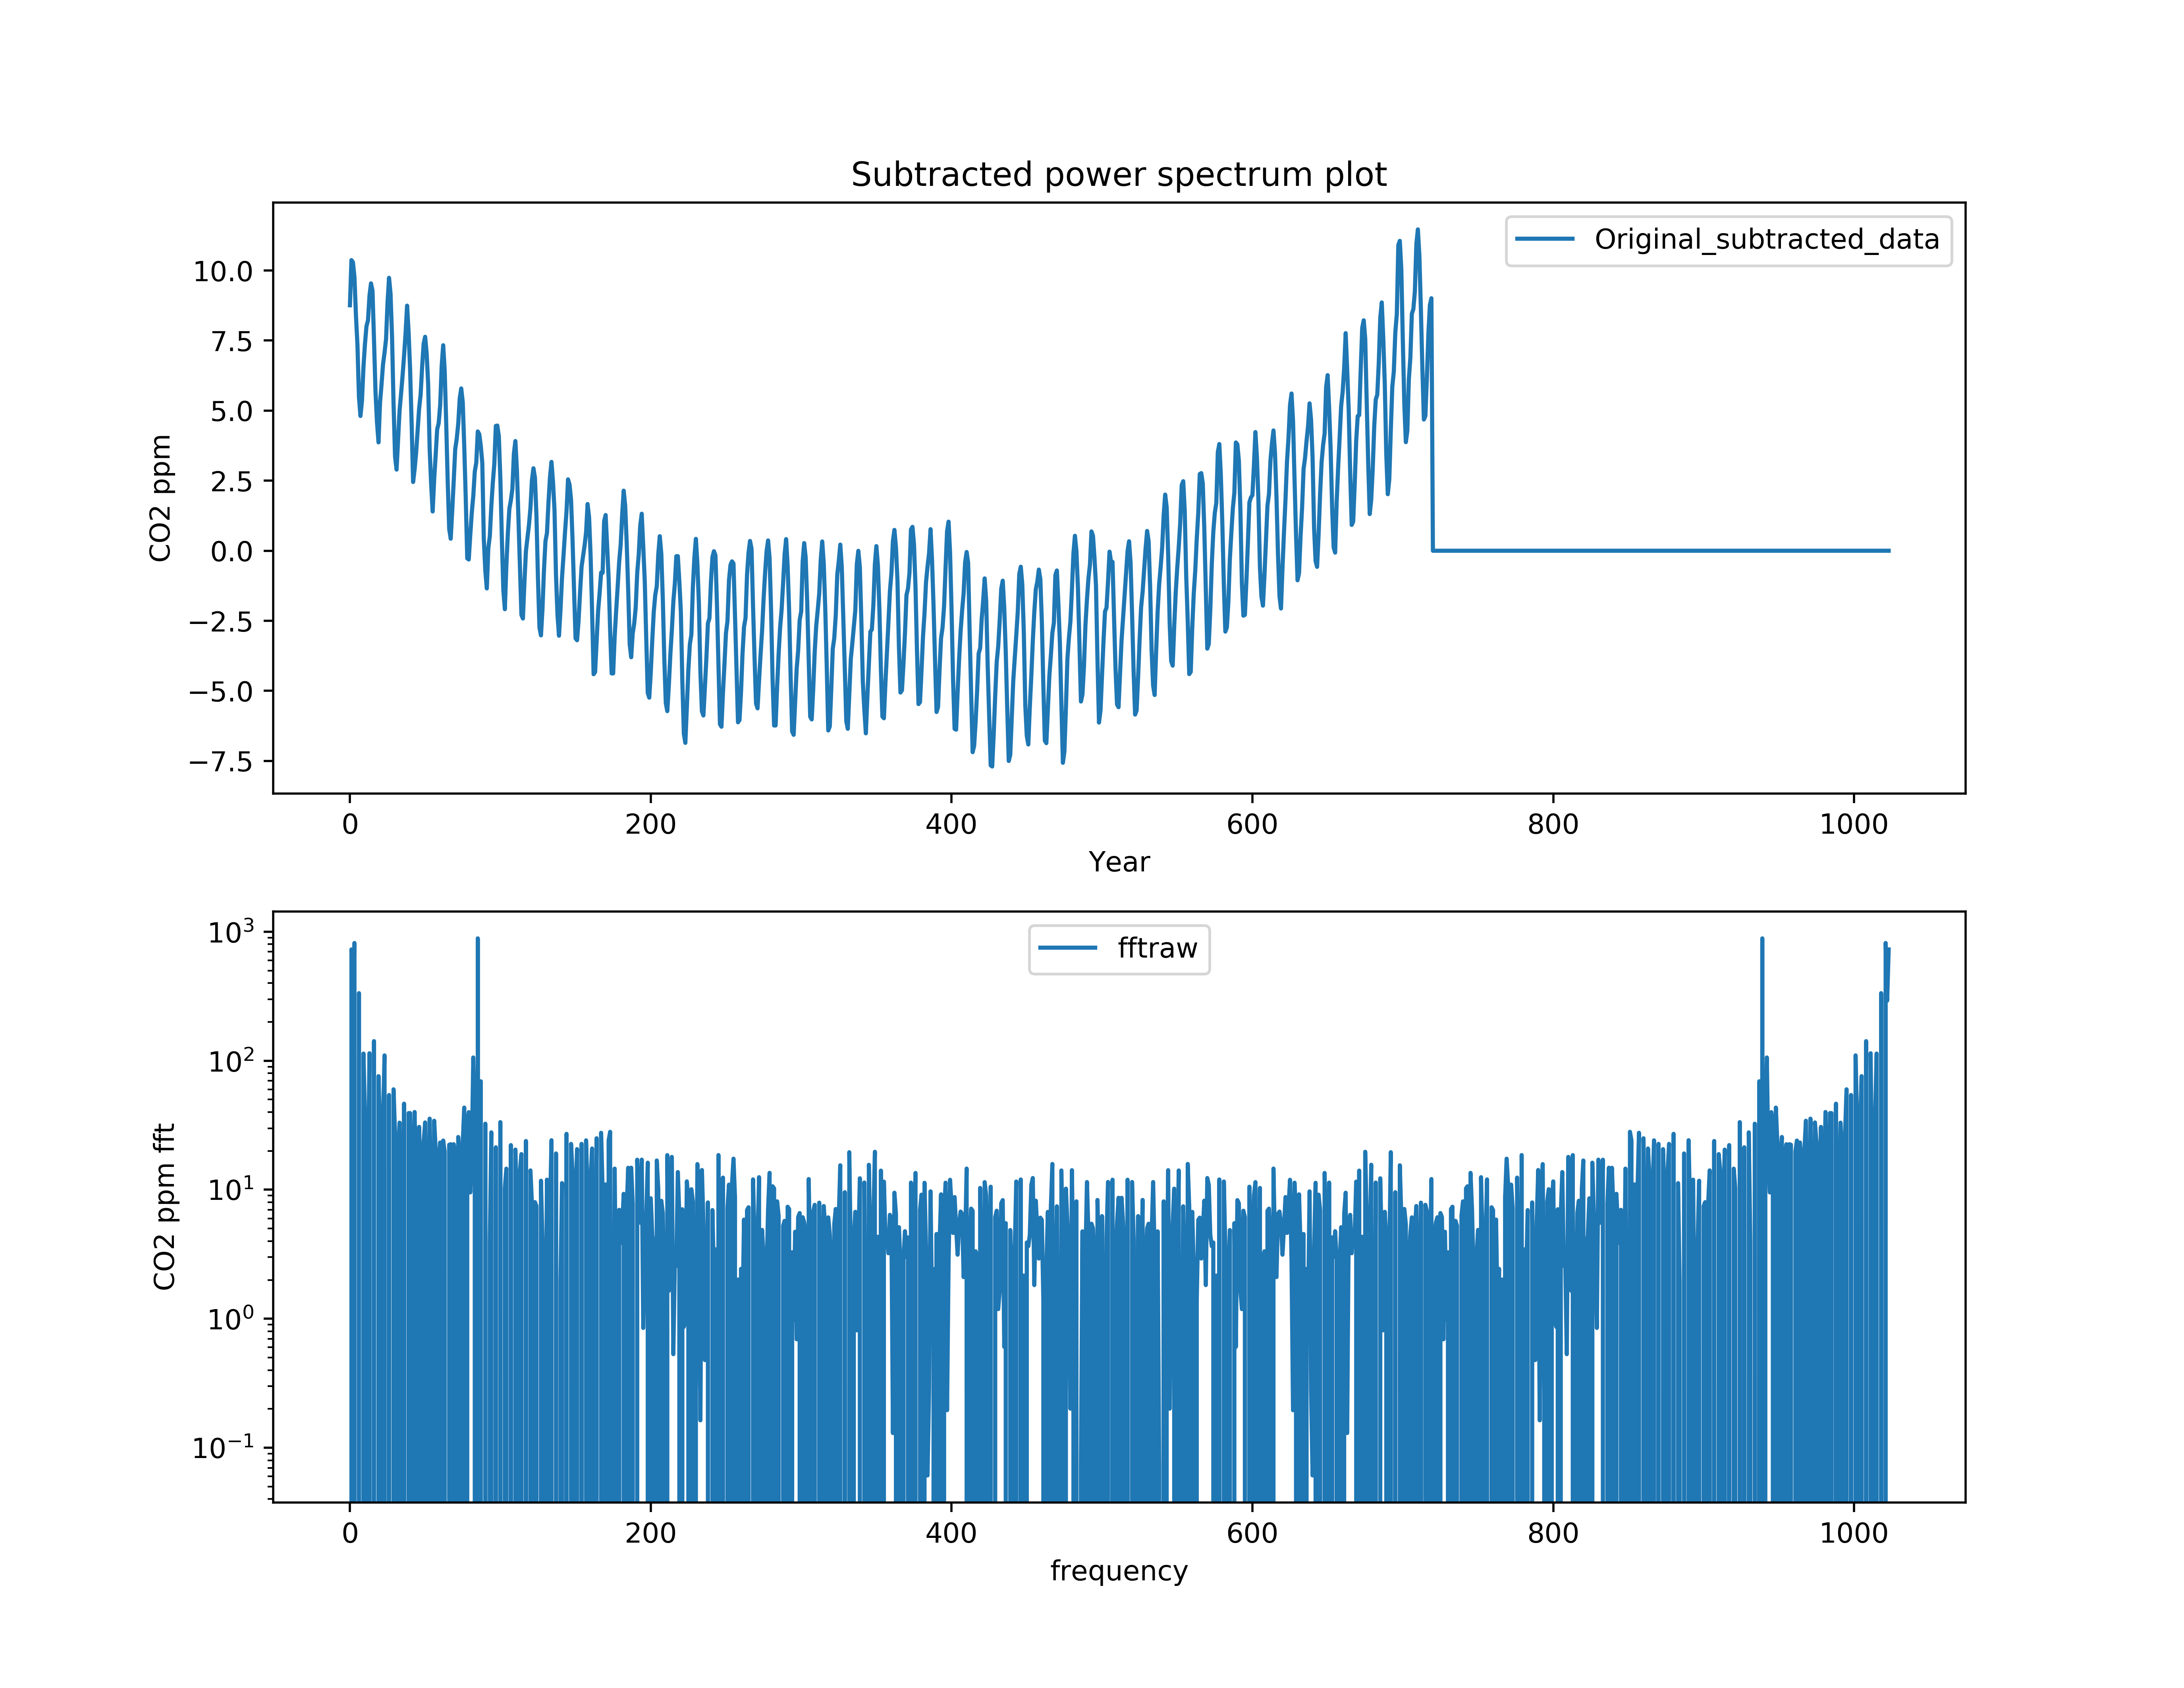 Subtracted power spectrum plot
Original_subtracted_data
CO2 ppm
10.0
7.5
5.0
2.5
0.0
−2.5
−5.0
−7.5
0 200 400 600 800 1000
Year
fftraw
CO2 ppm fft
10³
10²
10¹
10⁰
10⁻¹
0 200 400 600 800 1000
frequency